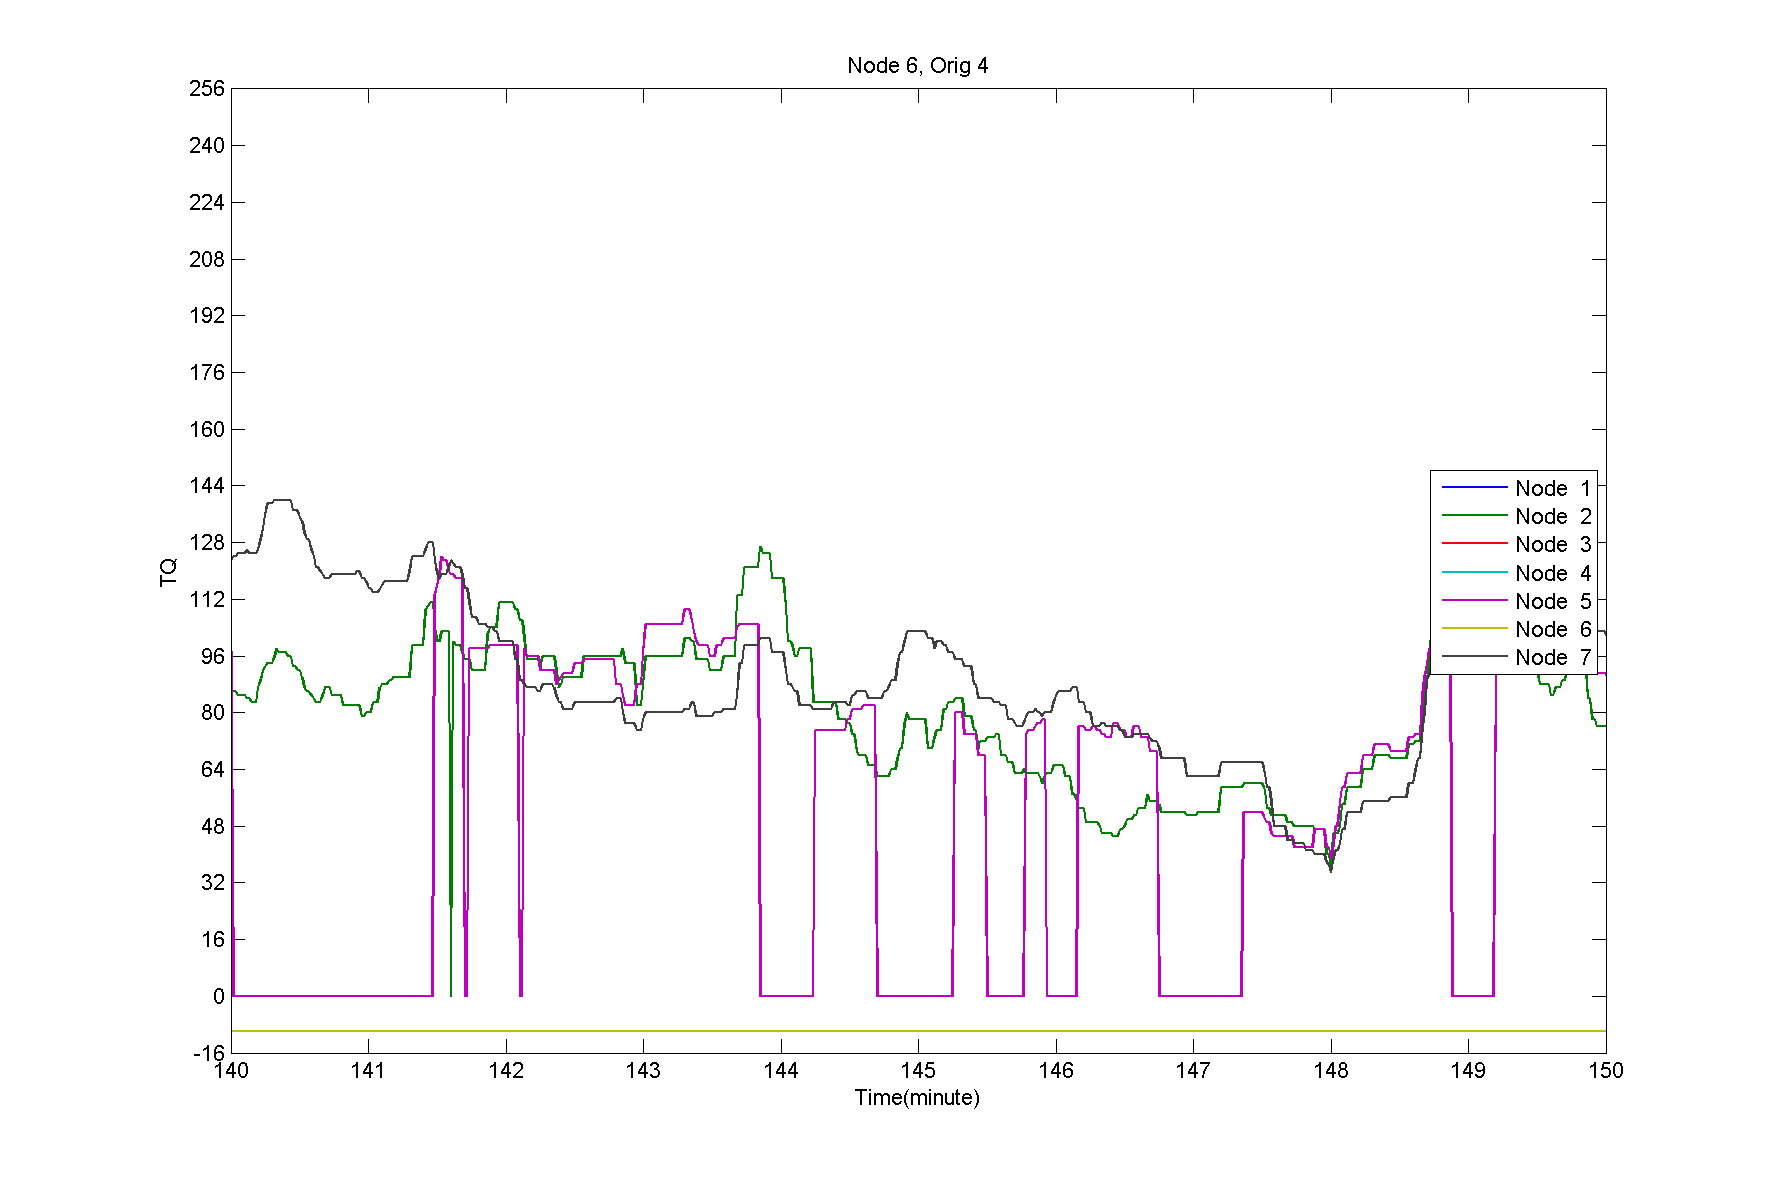 Node 6, Orig 4
256
240
224
208
192
176
160
144
128
112
96
80
64
48
32
16
0
-16
TQ
Node 1
Node 2
Node 3
Node 4
Node 5
Node 6
Node 7
140 141 142 143 144 145 146 147 148 149 150
Time(minute)